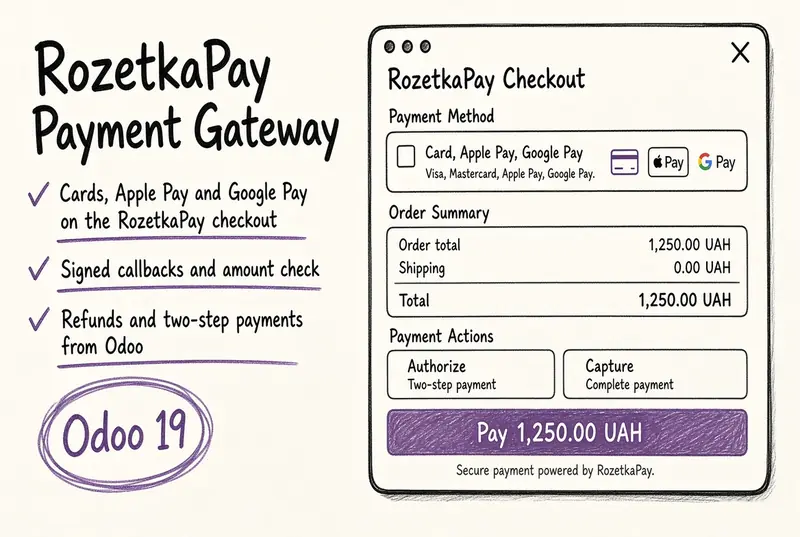 RozetkaPay
Payment Gateway
Cards, Apple Pay and Google Pay
on the RozetkaPay checkout
Signed callbacks and amount check
Refunds and two-step payments
from Odoo
Odoo 19
RozetkaPay Checkout
Payment Method
Card, Apple Pay, Google Pay
Visa, Mastercard, Apple Pay, Google Pay.
Pay
G Pay
Order Summary
Order total 1,250.00 UAH
Shipping 0.00 UAH
Total 1,250.00 UAH
Payment Actions
Authorize
Two-step payment
Capture
Complete payment
Pay 1,250.00 UAH
Secure payment powered by RozetkaPay.